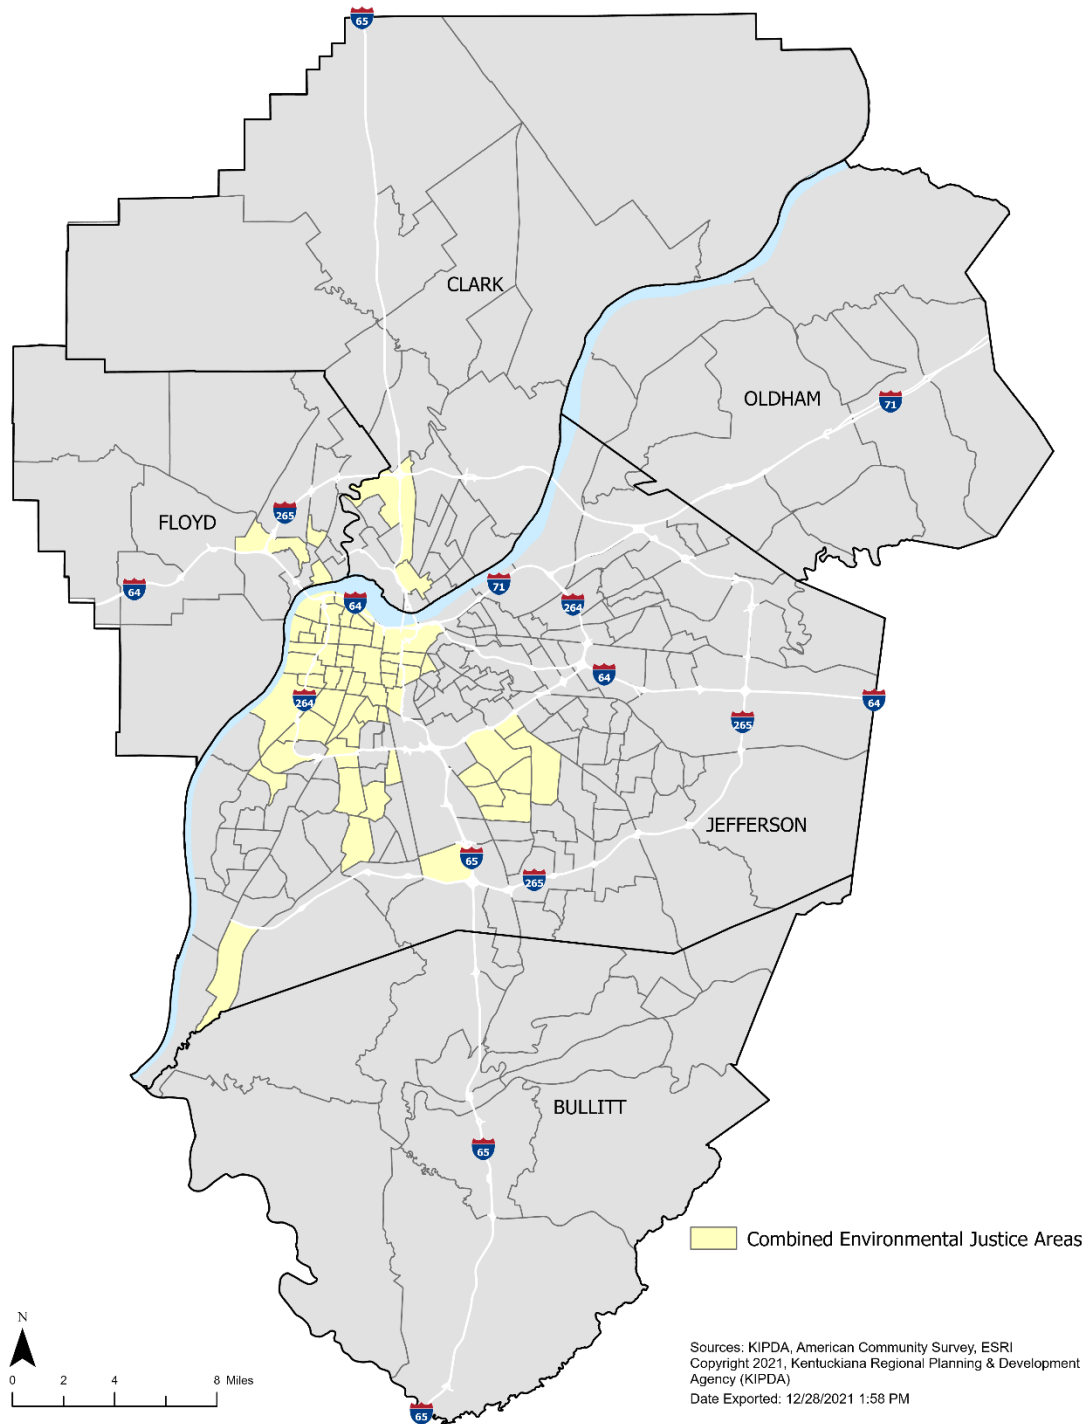 65
CLARK
OLDHAM
71
265
FLOYD
64
64
71
264
64
264
64
265
JEFFERSON
65
265
BULLITT
65
Combined Environmental Justice Areas
N
0 2 4 8 Miles
Sources: KIPDA, American Community Survey, ESRI
Copyright 2021, Kentuckiana Regional Planning & Development
Agency (KIPDA)
Date Exported: 12/28/2021 1:58 PM
65